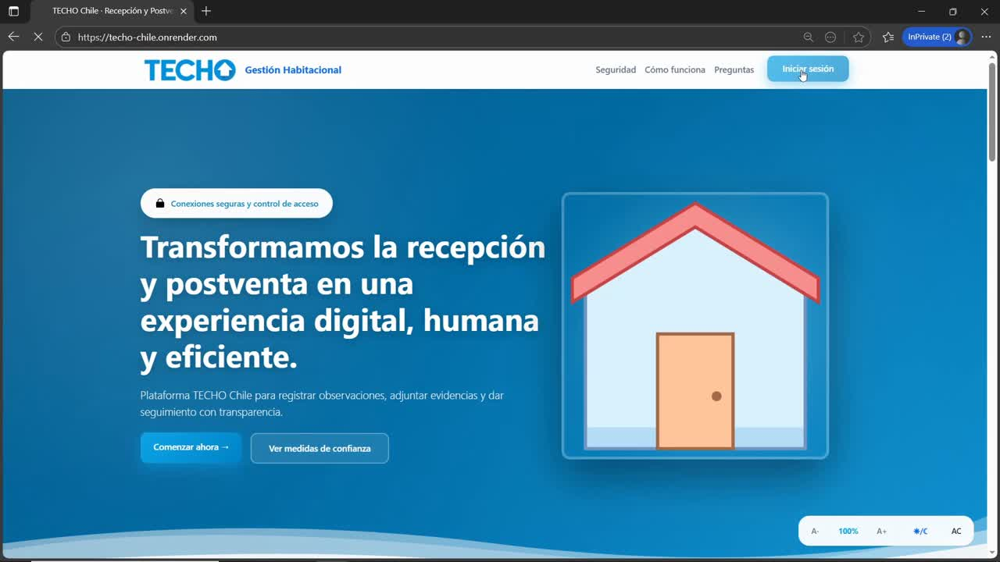 TECHO Chile · Recepción y Postve
https://techo-chile.onrender.com
InPrivate (2)
TECHO
Gestión Habitacional
Seguridad
Cómo funciona
Preguntas
Iniciar sesión
Conexiones seguras y control de acceso
Transformamos la recepción
y postventa en una
experiencia digital, humana
y eficiente.
Plataforma TECHO Chile para registrar observaciones, adjuntar evidencias y dar
seguimiento con transparencia.
Comenzar ahora →
Ver medidas de confianza
A-
100%
A+
☀/☾
AC